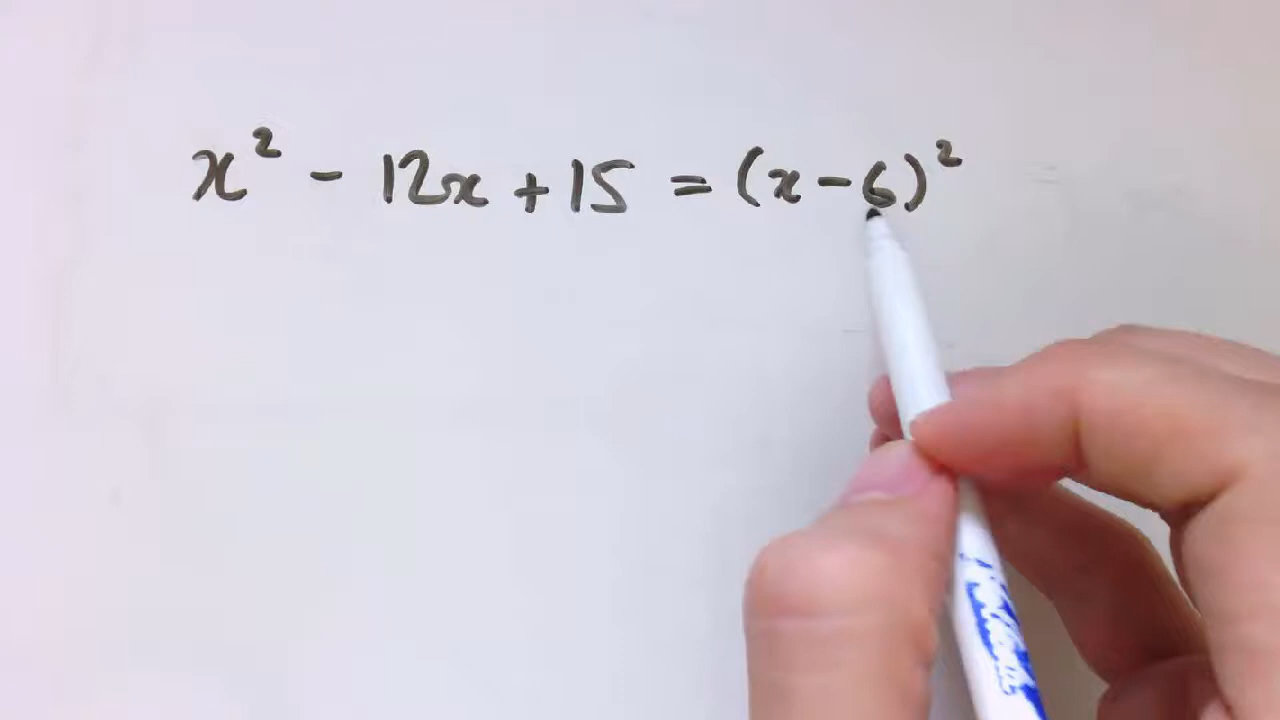 x² - 12x + 15 = (x - 6)²